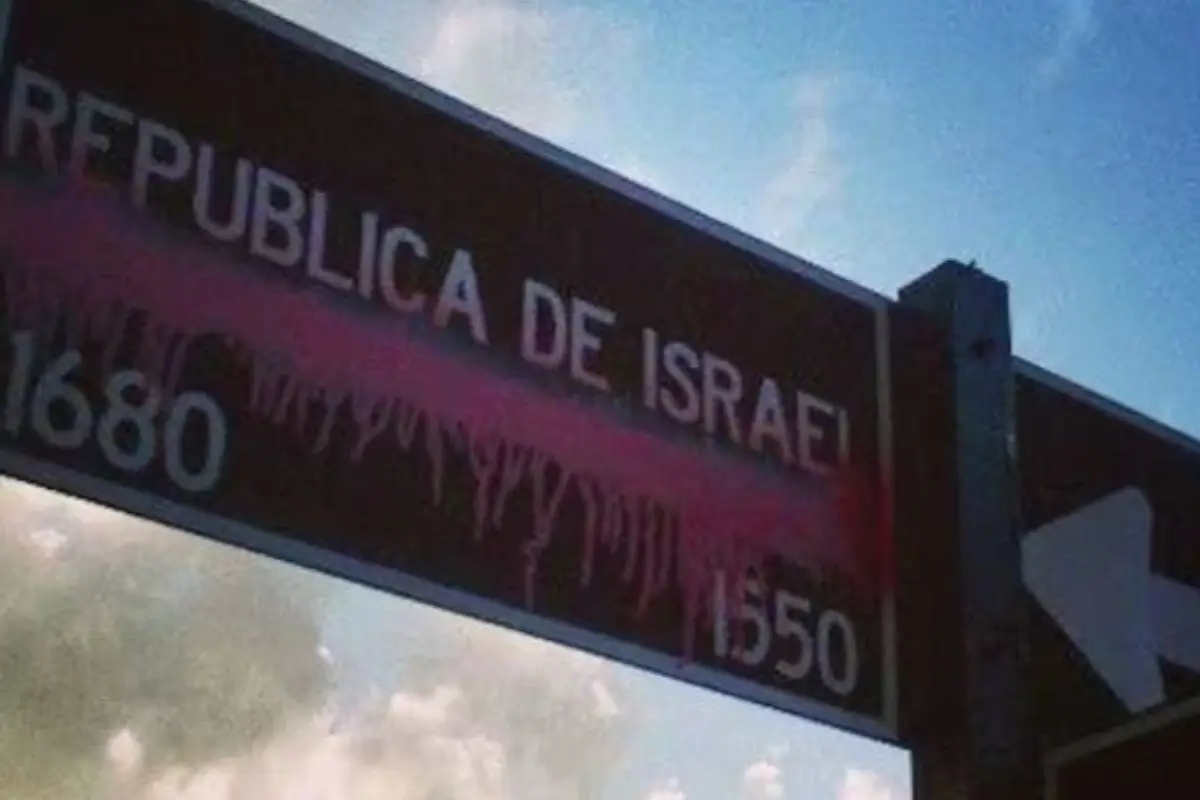 REPUBLICA DE ISRAEL
1680 1550